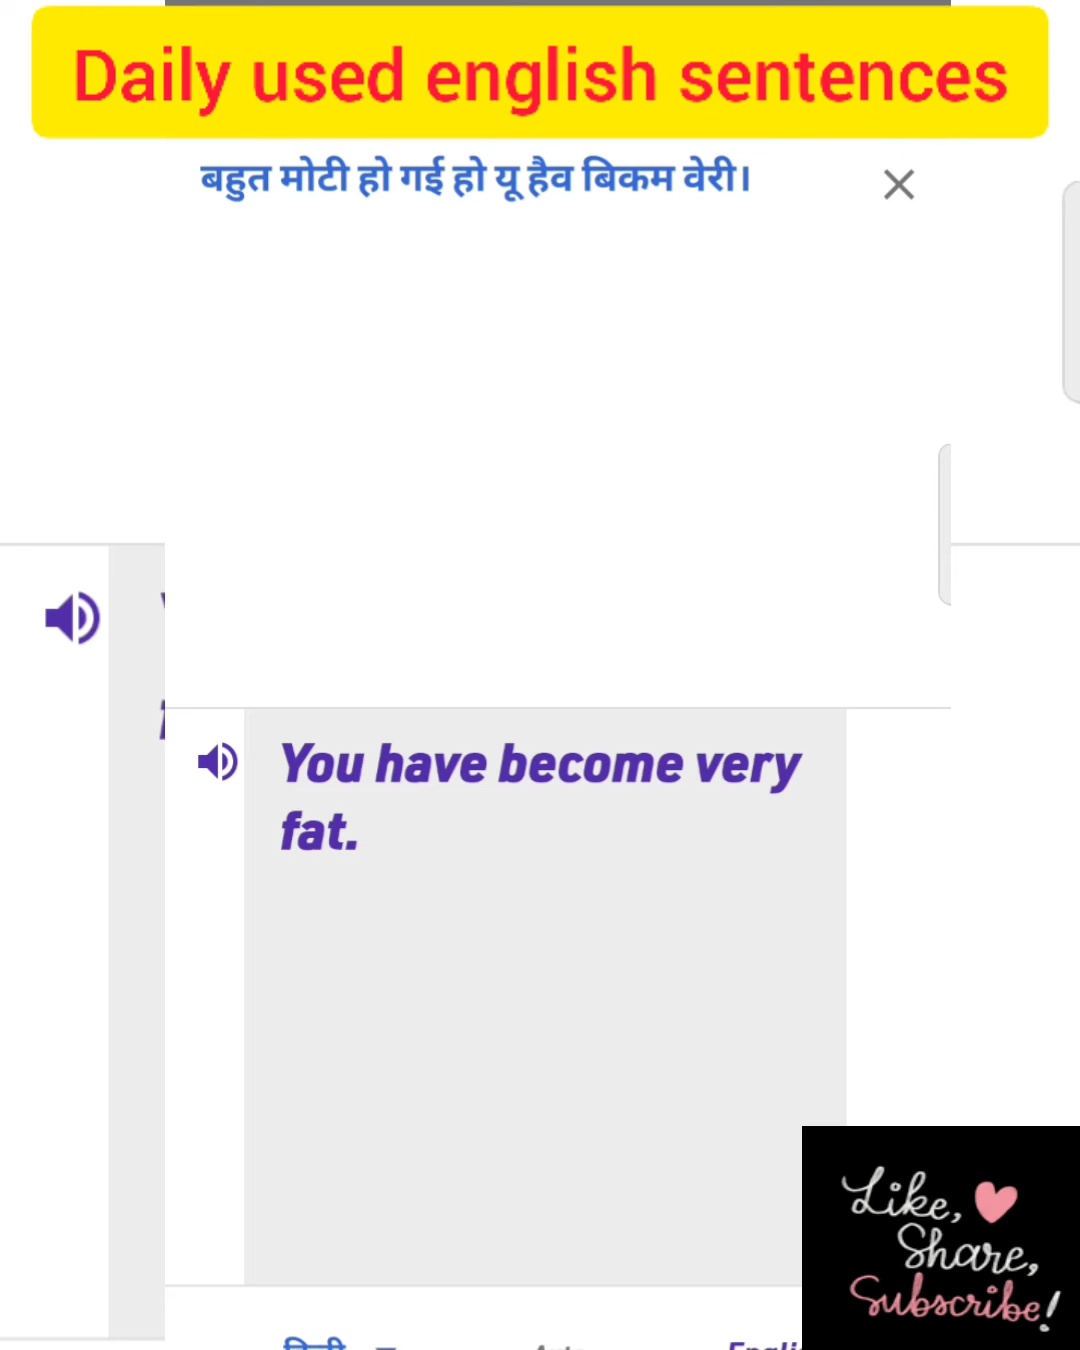 Daily used english sentences
बहुत मोटी हो गई हो यू हैव बिकम वेरी।
You have become very
fat.
Like,
Share,
Subscribe!